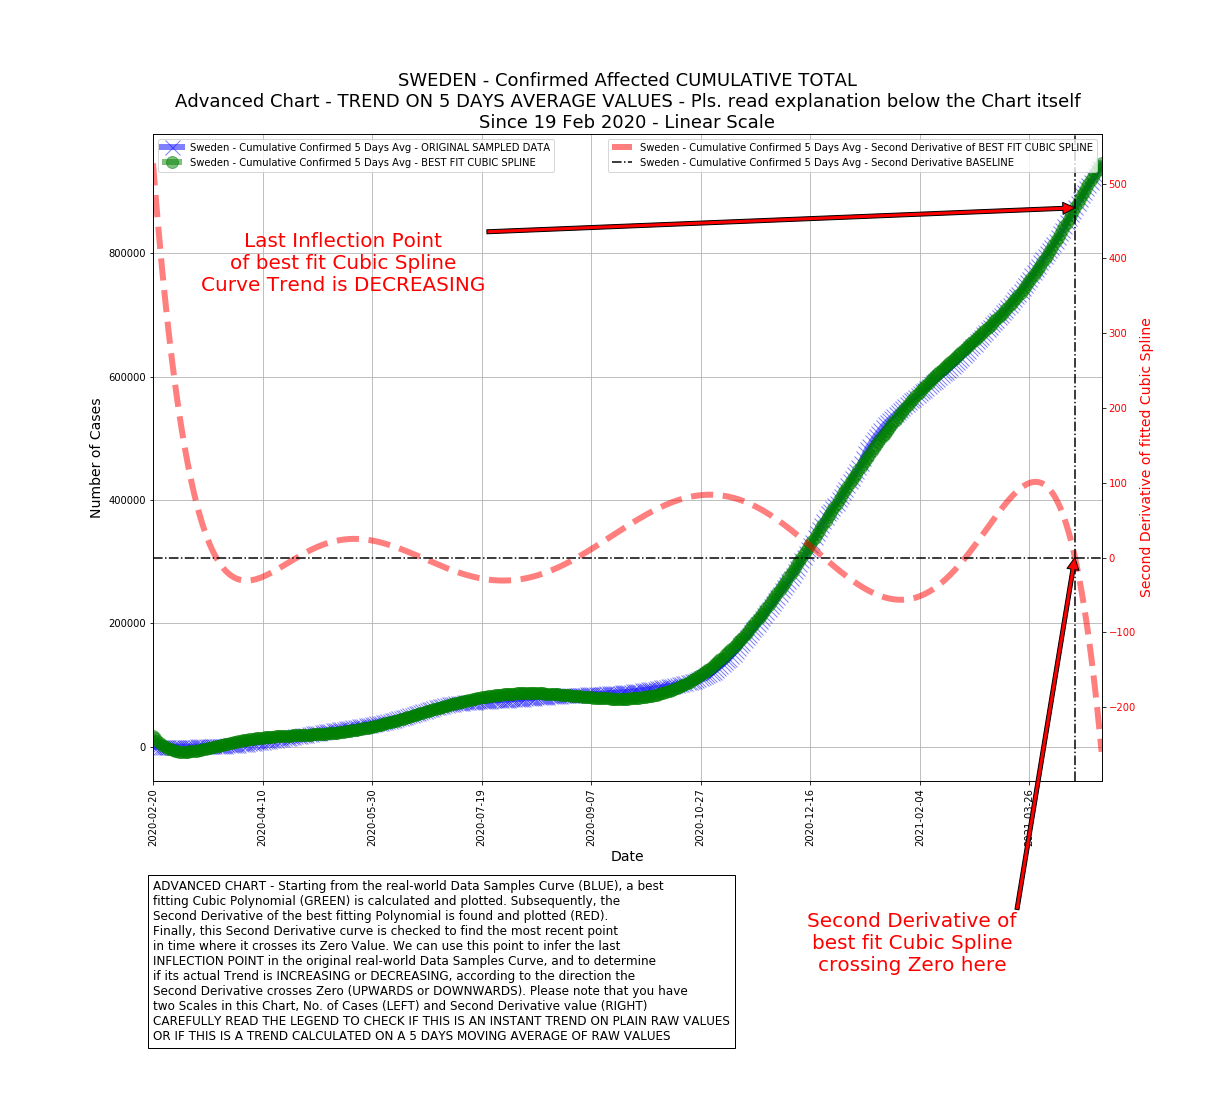 SWEDEN - Confirmed Affected CUMULATIVE TOTAL
Advanced Chart - TREND ON 5 DAYS AVERAGE VALUES - Pls. read explanation below the Chart itself
Since 19 Feb 2020 - Linear Scale
Sweden - Cumulative Confirmed 5 Days Avg - ORIGINAL SAMPLED DATA
Sweden - Cumulative Confirmed 5 Days Avg - BEST FIT CUBIC SPLINE
Sweden - Cumulative Confirmed 5 Days Avg - Second Derivative of BEST FIT CUBIC SPLINE
Sweden - Cumulative Confirmed 5 Days Avg - Second Derivative BASELINE
Last Inflection Point
of best fit Cubic Spline
Curve Trend is DECREASING
Number of Cases
800000
600000
400000
200000
0
500
400
300
200
100
0
−100
−200
Second Derivative of fitted Cubic Spline
2020-02-20
2020-04-10
2020-05-30
2020-07-19
2020-09-07
2020-10-27
2020-12-16
2021-02-04
2021-03-26
Date
ADVANCED CHART - Starting from the real-world Data Samples Curve (BLUE), a best
fitting Cubic Polynomial (GREEN) is calculated and plotted. Subsequently, the
Second Derivative of the best fitting Polynomial is found and plotted (RED).
Finally, this Second Derivative curve is checked to find the most recent point
in time where it crosses its Zero Value. We can use this point to infer the last
INFLECTION POINT in the original real-world Data Samples Curve, and to determine
if its actual Trend is INCREASING or DECREASING, according to the direction the
Second Derivative crosses Zero (UPWARDS or DOWNWARDS). Please note that you have
two Scales in this Chart, No. of Cases (LEFT) and Second Derivative value (RIGHT)
CAREFULLY READ THE LEGEND TO CHECK IF THIS IS AN INSTANT TREND ON PLAIN RAW VALUES
OR IF THIS IS A TREND CALCULATED ON A 5 DAYS MOVING AVERAGE OF RAW VALUES
Second Derivative of
best fit Cubic Spline
crossing Zero here